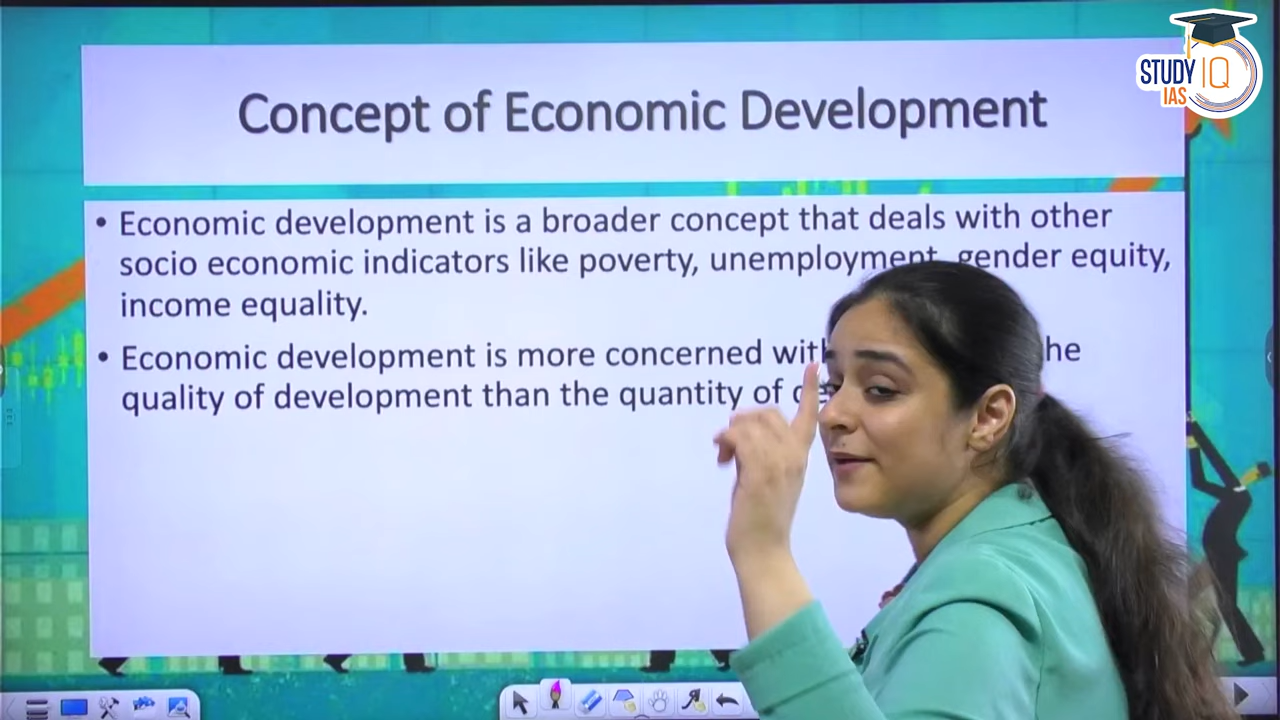 STUDY IQ
IAS
Concept of Economic Development
• Economic development is a broader concept that deals with other
socio economic indicators like poverty, unemployment, gender equity,
income equality.
• Economic development is more concerned with
quality of development than the quantity of